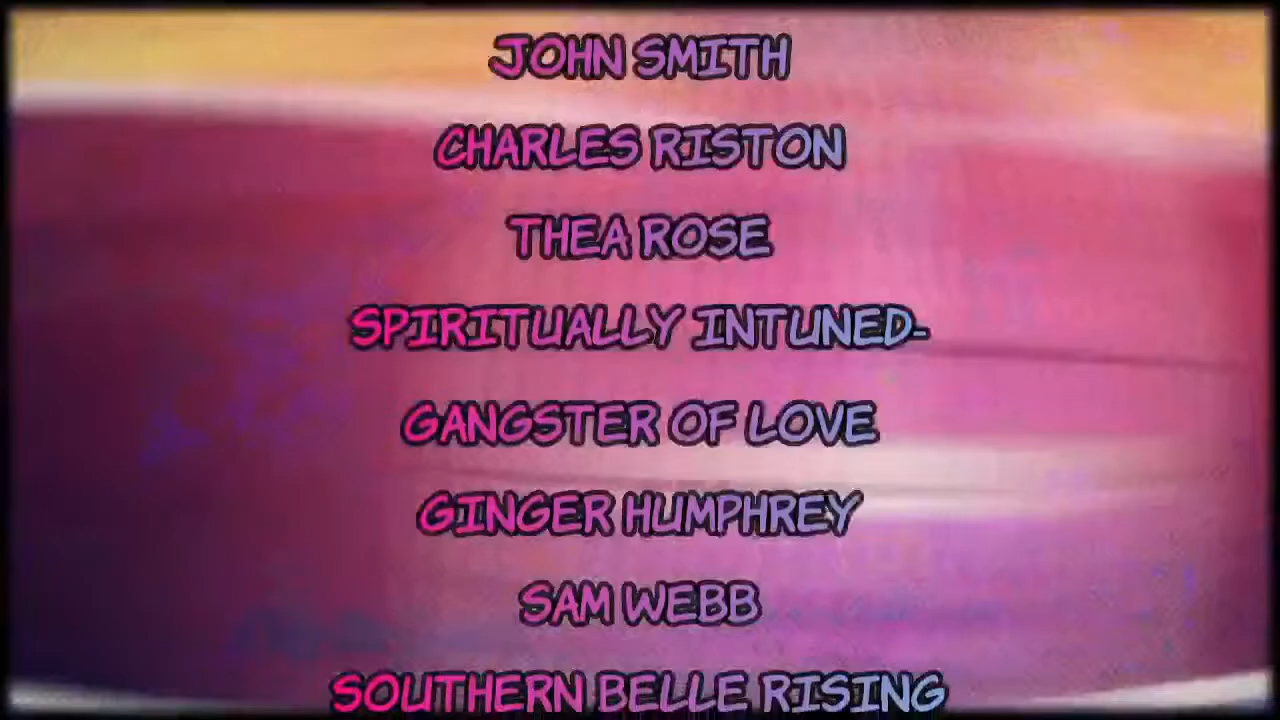 JOHN SMITH
CHARLES RISTON
THEA ROSE
SPIRITUALLY INTUNED-
GANGSTER OF LOVE
GINGER HUMPHREY
SAM WEBB
SOUTHERN BELLE RISING